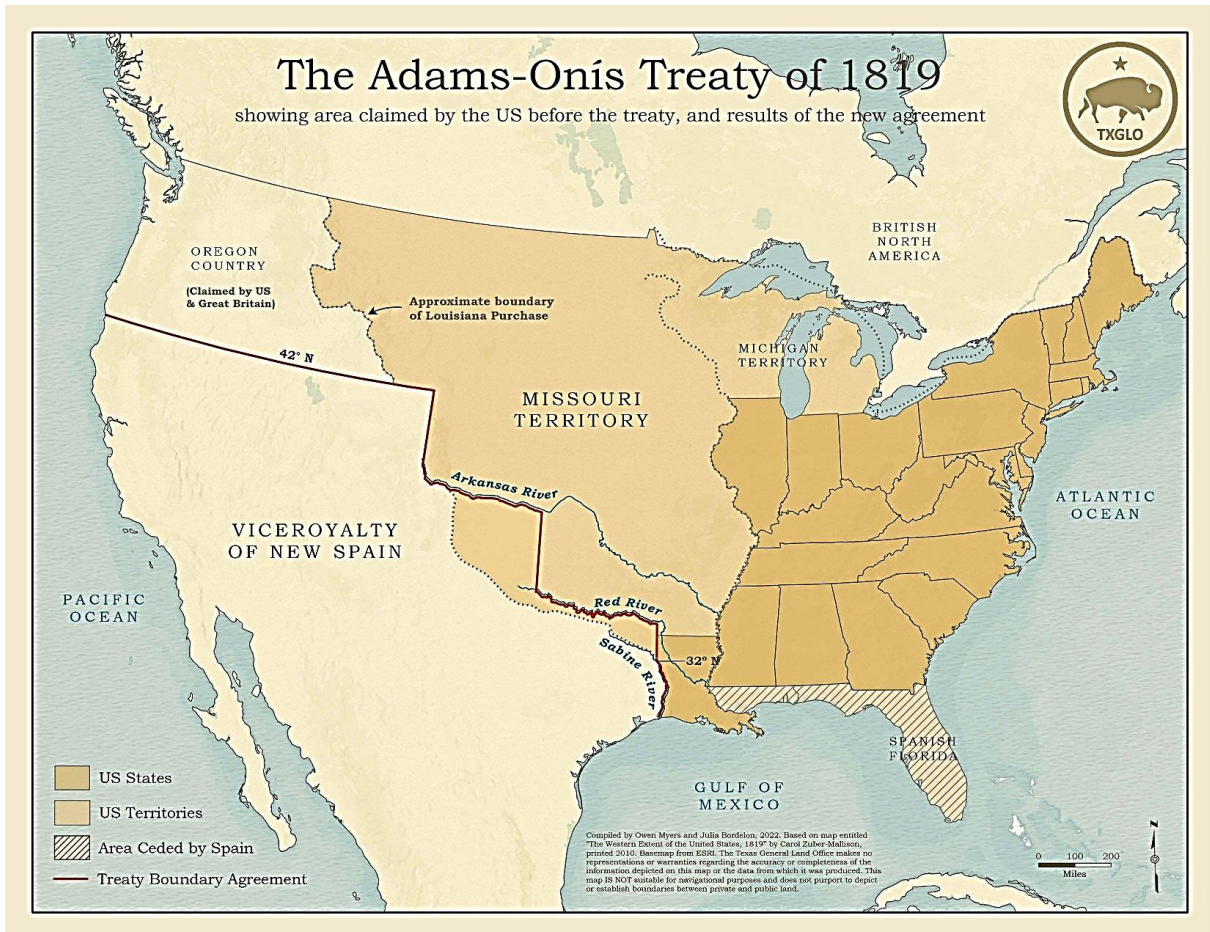 The Adams-Onís Treaty of 1819
showing area claimed by the US before the treaty, and results of the new agreement
TXGLO
BRITISH
NORTH
AMERICA
OREGON
COUNTRY
(Claimed by US
& Great Britain)
Approximate boundary
of Louisiana Purchase
42° N
MICHIGAN
TERRITORY
MISSOURI
TERRITORY
Arkansas River
ATLANTIC
OCEAN
VICEROYALTY
OF NEW SPAIN
PACIFIC
OCEAN
Red River
Sabine River
32° N
SPANISH
FLORIDA
GULF OF
MEXICO
US States
US Territories
Area Ceded by Spain
Treaty Boundary Agreement
Compiled by Owen Myers and Julia Bordelon, 2022. Based on map entitled
"The Western Extent of the United States, 1819" by Carol Zuber-Mallison,
printed 2010. Basemap from ESRI. The Texas General Land Office makes no
representations or warranties regarding the accuracy or completeness of the
information depicted on this map or the data from which it was produced. This
map IS NOT suitable for navigational purposes and does not purport to depict
or establish boundaries between private and public land.
N
0 100 200
Miles